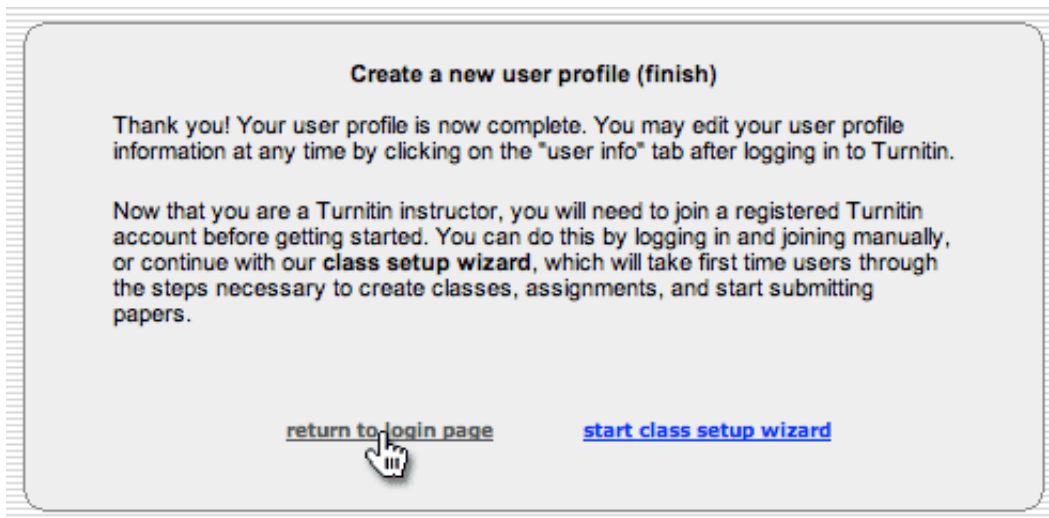 Create a new user profile (finish)
Thank you! Your user profile is now complete. You may edit your user profile
information at any time by clicking on the "user info" tab after logging in to Turnitin.
Now that you are a Turnitin instructor, you will need to join a registered Turnitin
account before getting started. You can do this by logging in and joining manually,
or continue with our class setup wizard, which will take first time users through
the steps necessary to create classes, assignments, and start submitting
papers.
return to login page start class setup wizard